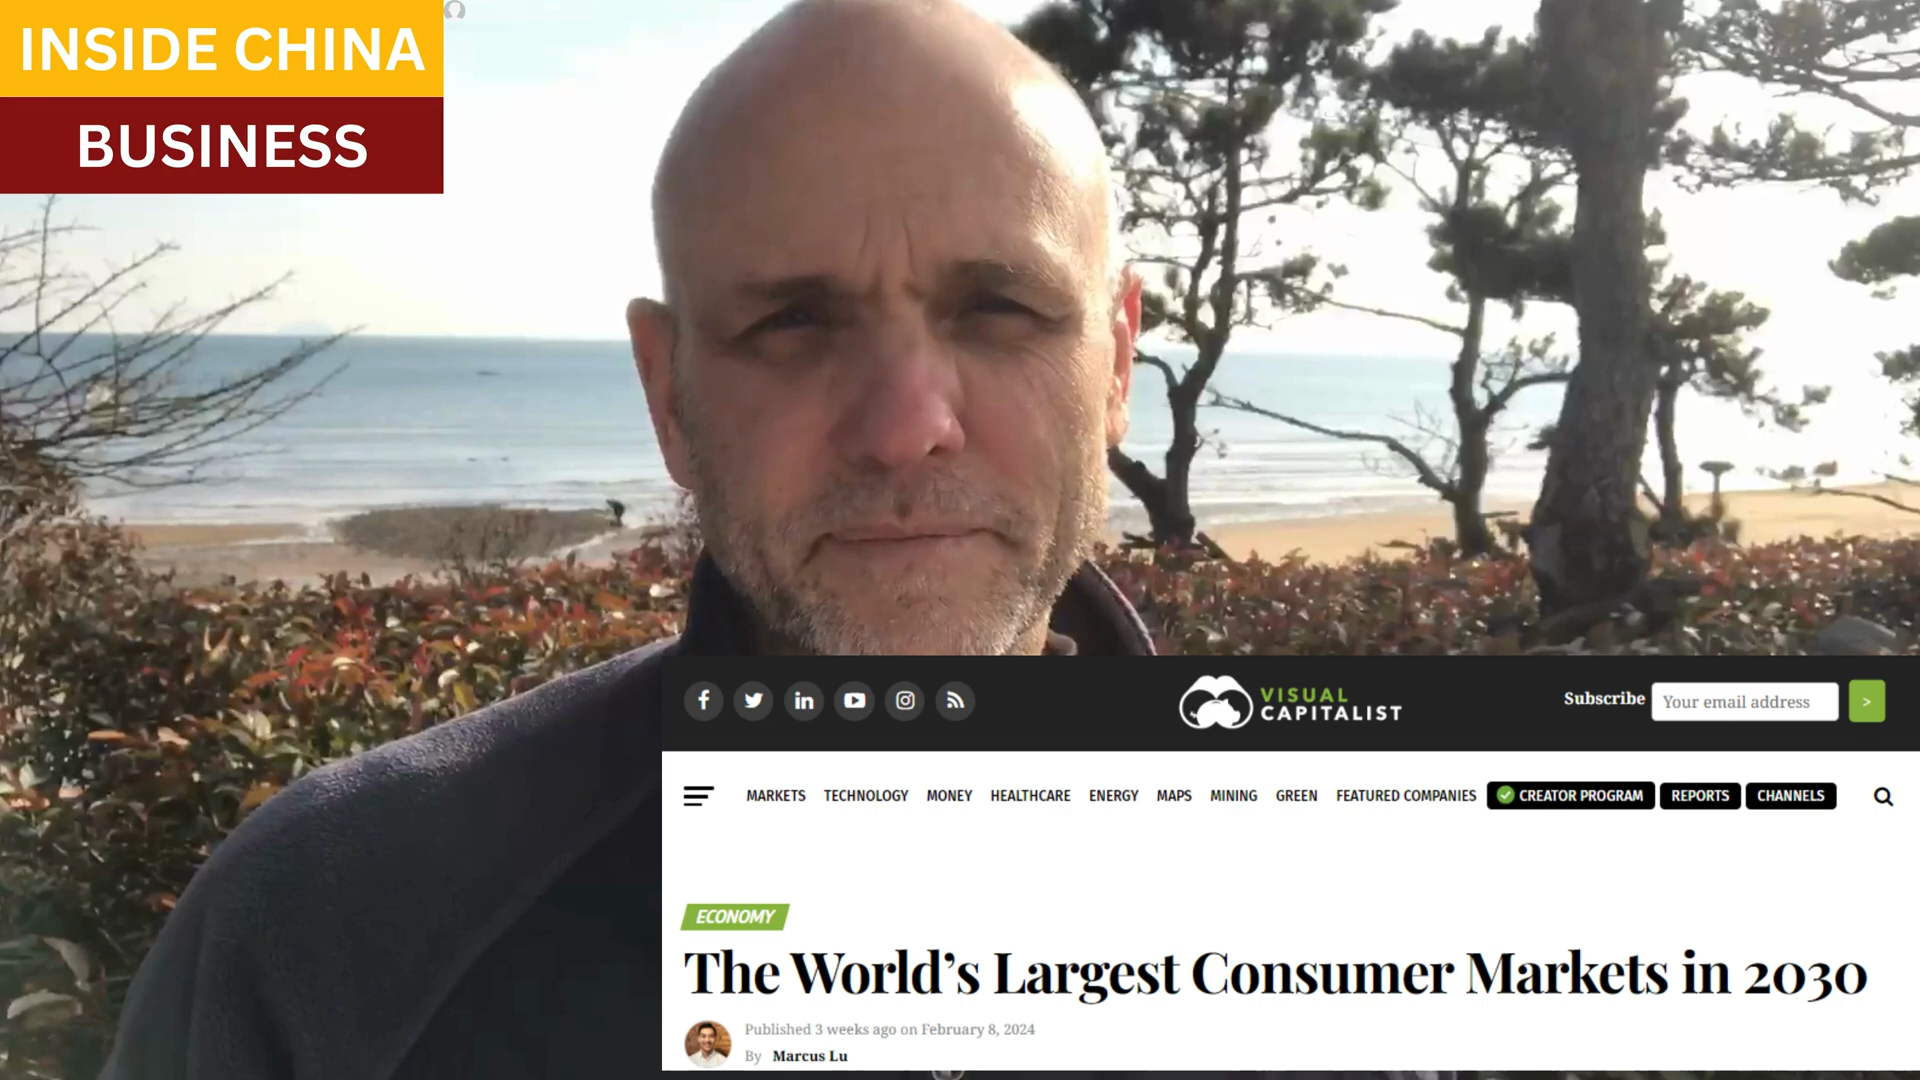 INSIDE CHINA
BUSINESS
VISUAL
CAPITALIST
Subscribe
Your email address
>
MARKETS TECHNOLOGY MONEY HEALTHCARE ENERGY MAPS MINING GREEN FEATURED COMPANIES CREATOR PROGRAM REPORTS CHANNELS
ECONOMY
The World's Largest Consumer Markets in 2030
Published 3 weeks ago on February 8, 2024
By Marcus Lu